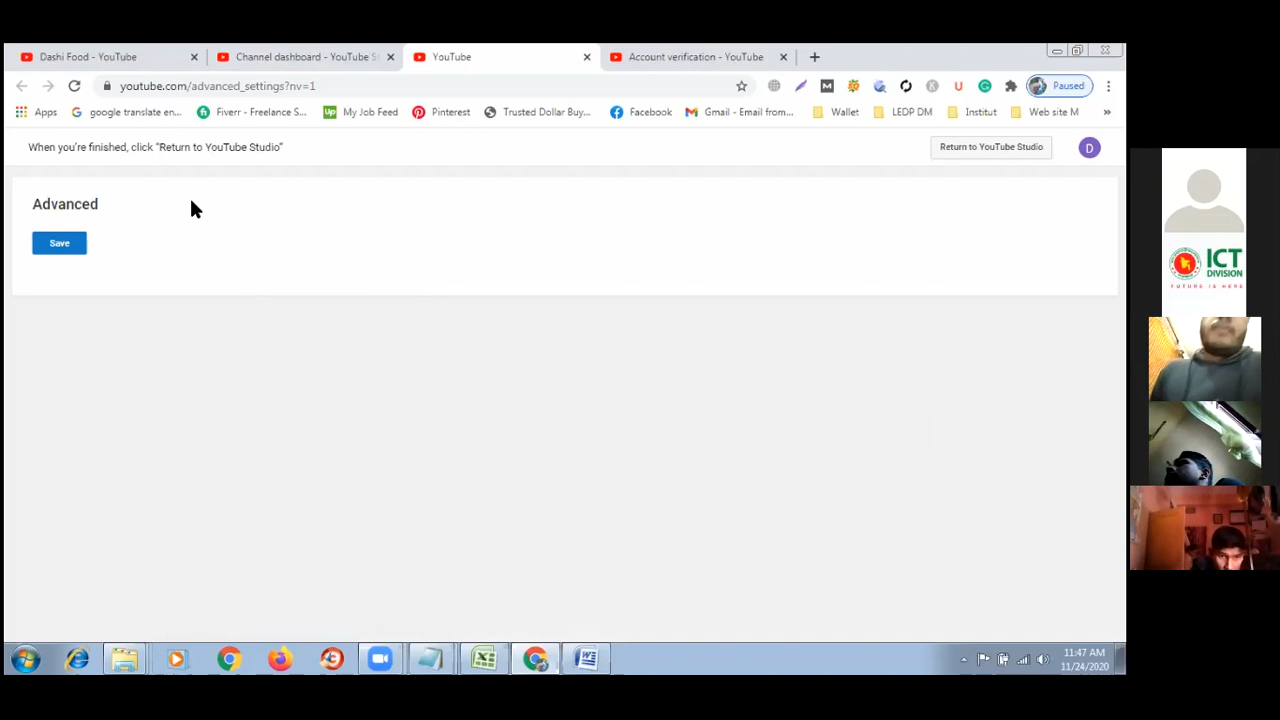 Dashi Food - YouTube
Channel dashboard - YouTube S
YouTube
Account verification - YouTube
youtube.com/advanced_settings?nv=1
Paused
Apps
google translate en...
Fiverr - Freelance S...
My Job Feed
Pinterest
Trusted Dollar Buy...
Facebook
Gmail - Email from...
Wallet
LEDP DM
Institut
Web site M
When you're finished, click "Return to YouTube Studio"
Return to YouTube Studio
D
Advanced
Save
ICT
DIVISION
FUTURE IS HERE
11:47 AM
11/24/2020